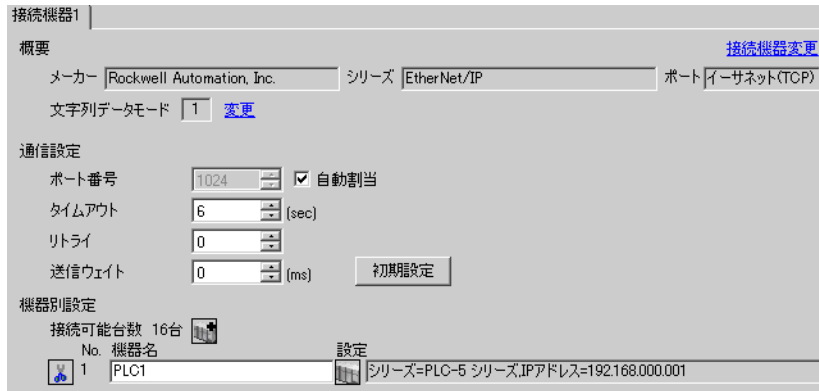 接続機器1
概要
接続機器変更
メーカー Rockwell Automation, Inc. シリーズ EtherNet/IP ポート イーサネット(TCP)
文字列データモード 1 変更
通信設定
ポート番号 1024 自動割当
タイムアウト 6 (sec)
リトライ 0
送信ウェイト 0 (ms) 初期設定
機器別設定
接続可能台数 16台
No. 機器名 設定
1 PLC1 シリーズ=PLC-5 シリーズ,IPアドレス=192.168.000.001